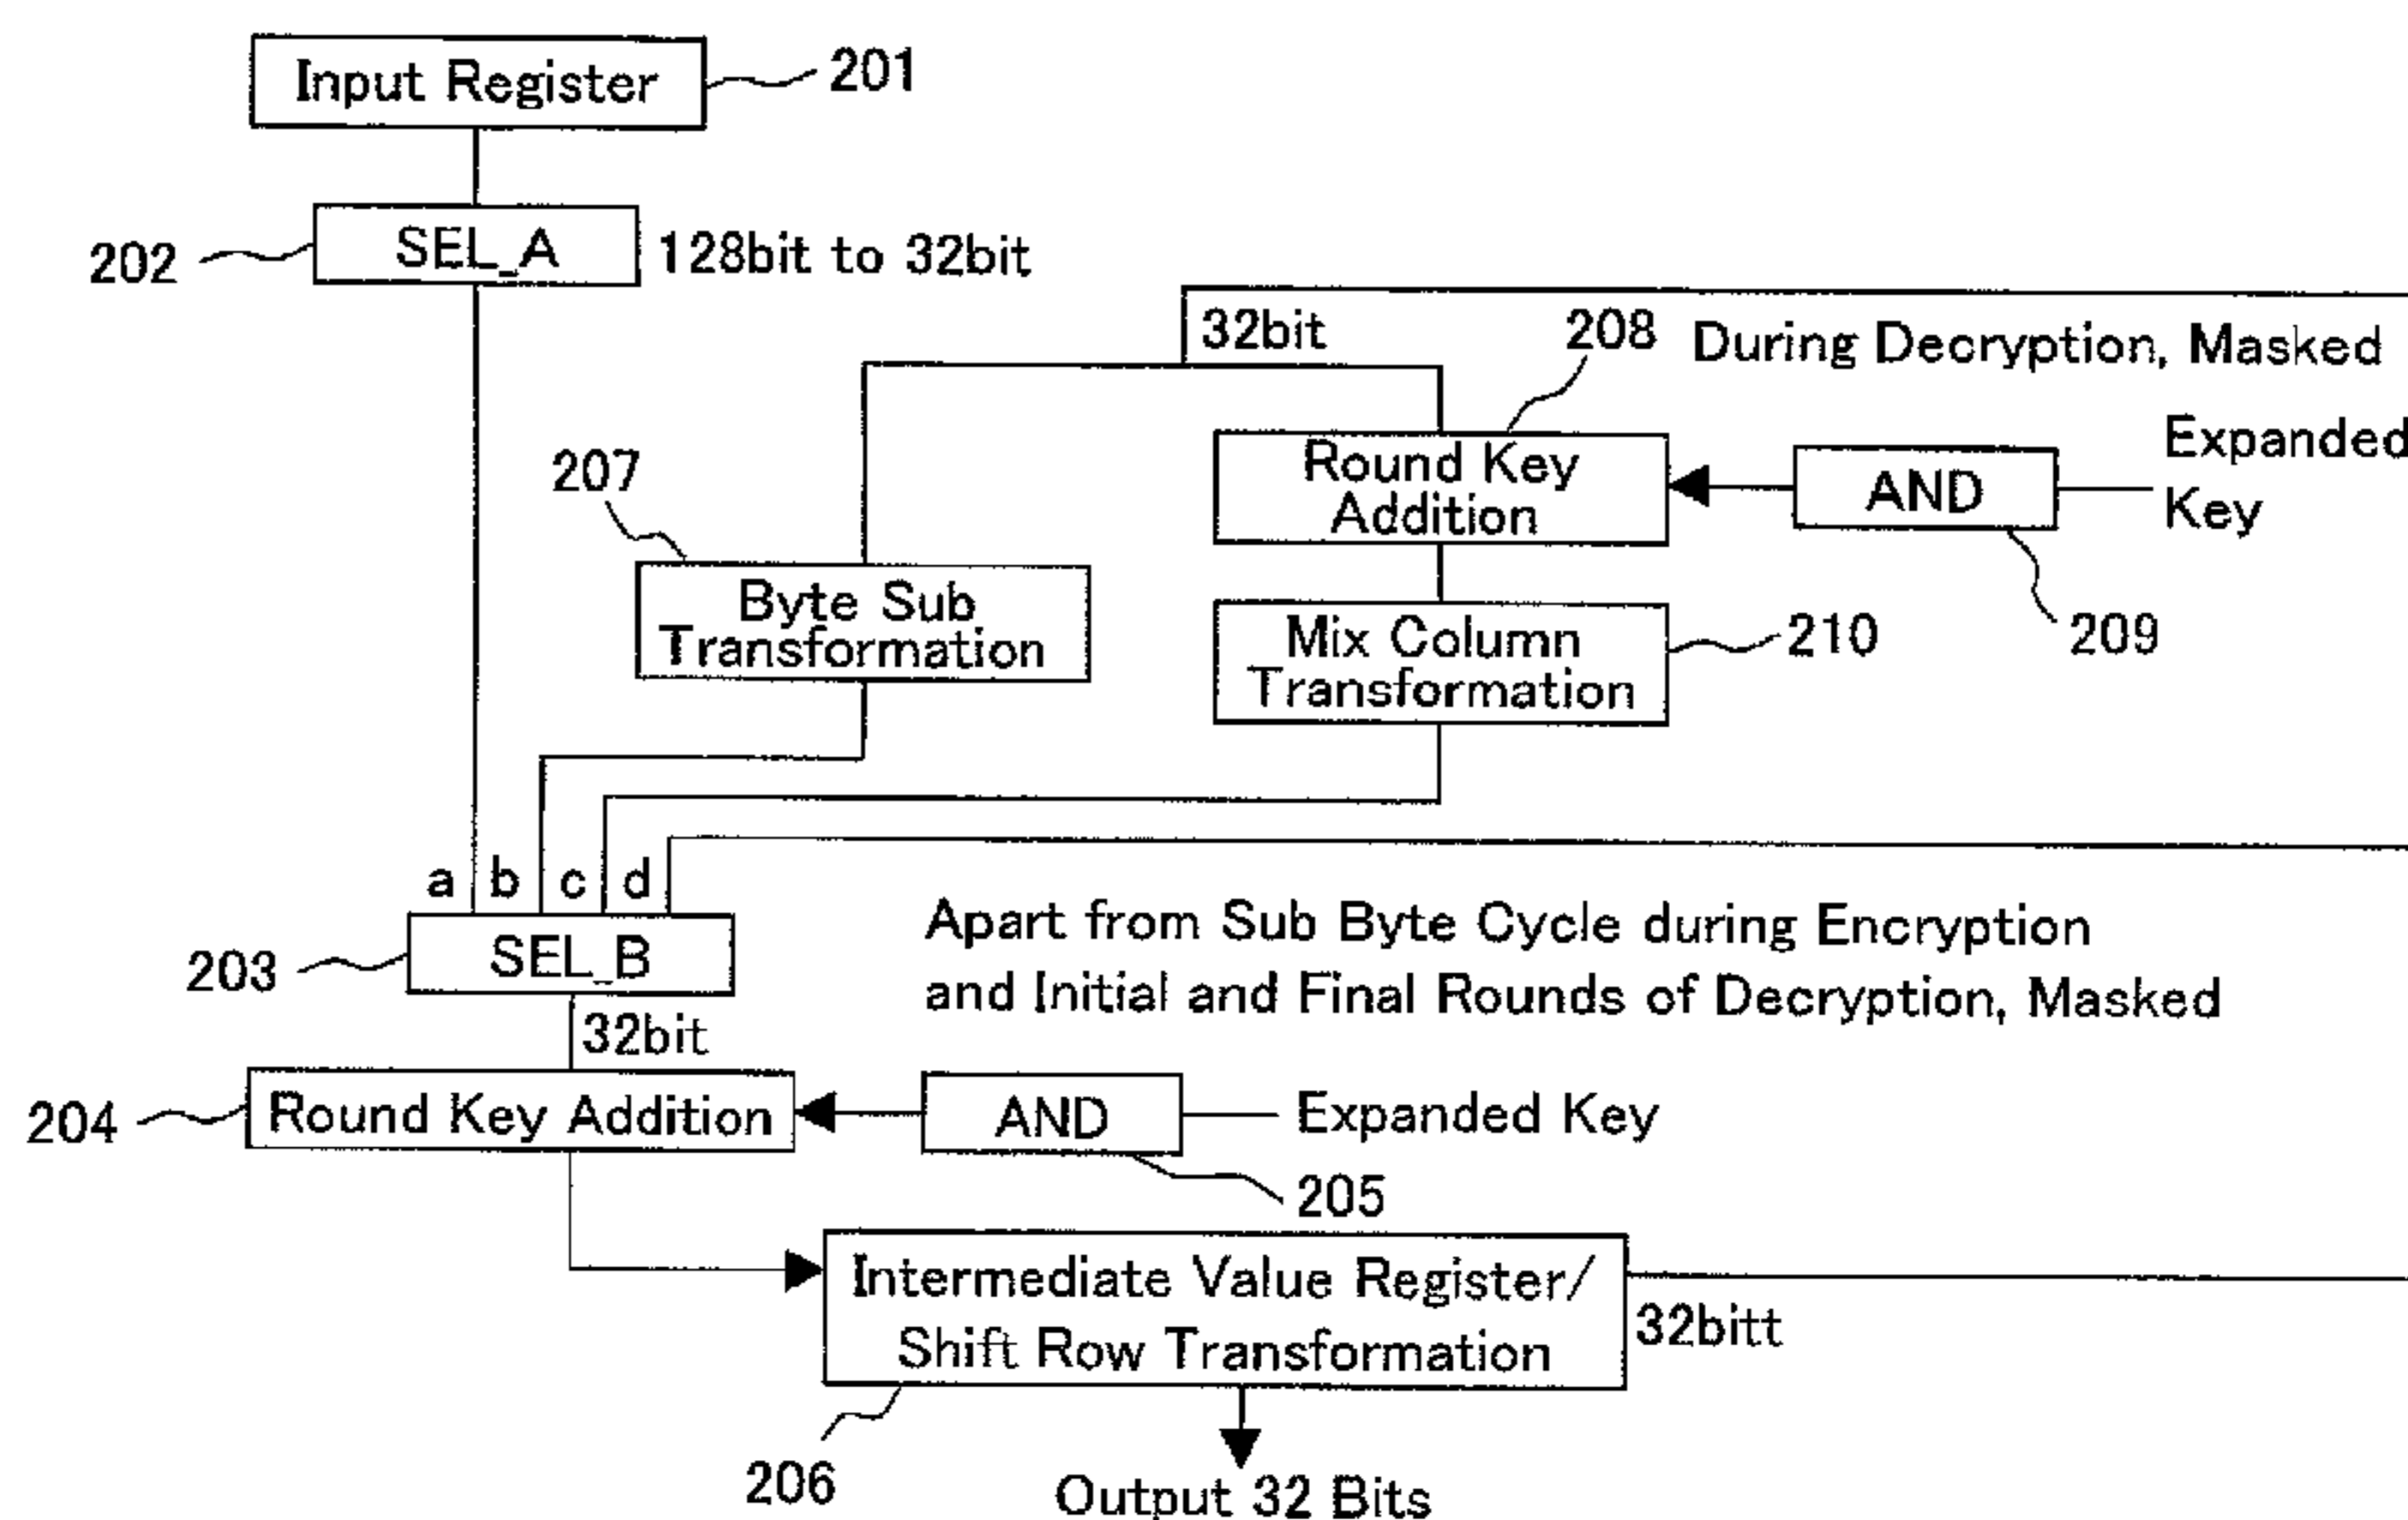 Input Register
201
202
SEL_A
128bit to 32bit
32bit
208
During Decryption, Masked
207
Round Key
Addition
AND
Expanded
Key
Byte Sub
Transformation
Mix Column
Transformation
210
209
a b c d
203
SEL_B
Apart from Sub Byte Cycle during Encryption
and Initial and Final Rounds of Decryption, Masked
32bit
204
Round Key Addition
AND
Expanded Key
205
Intermediate Value Register/
Shift Row Transformation
32bitt
206
Output 32 Bits